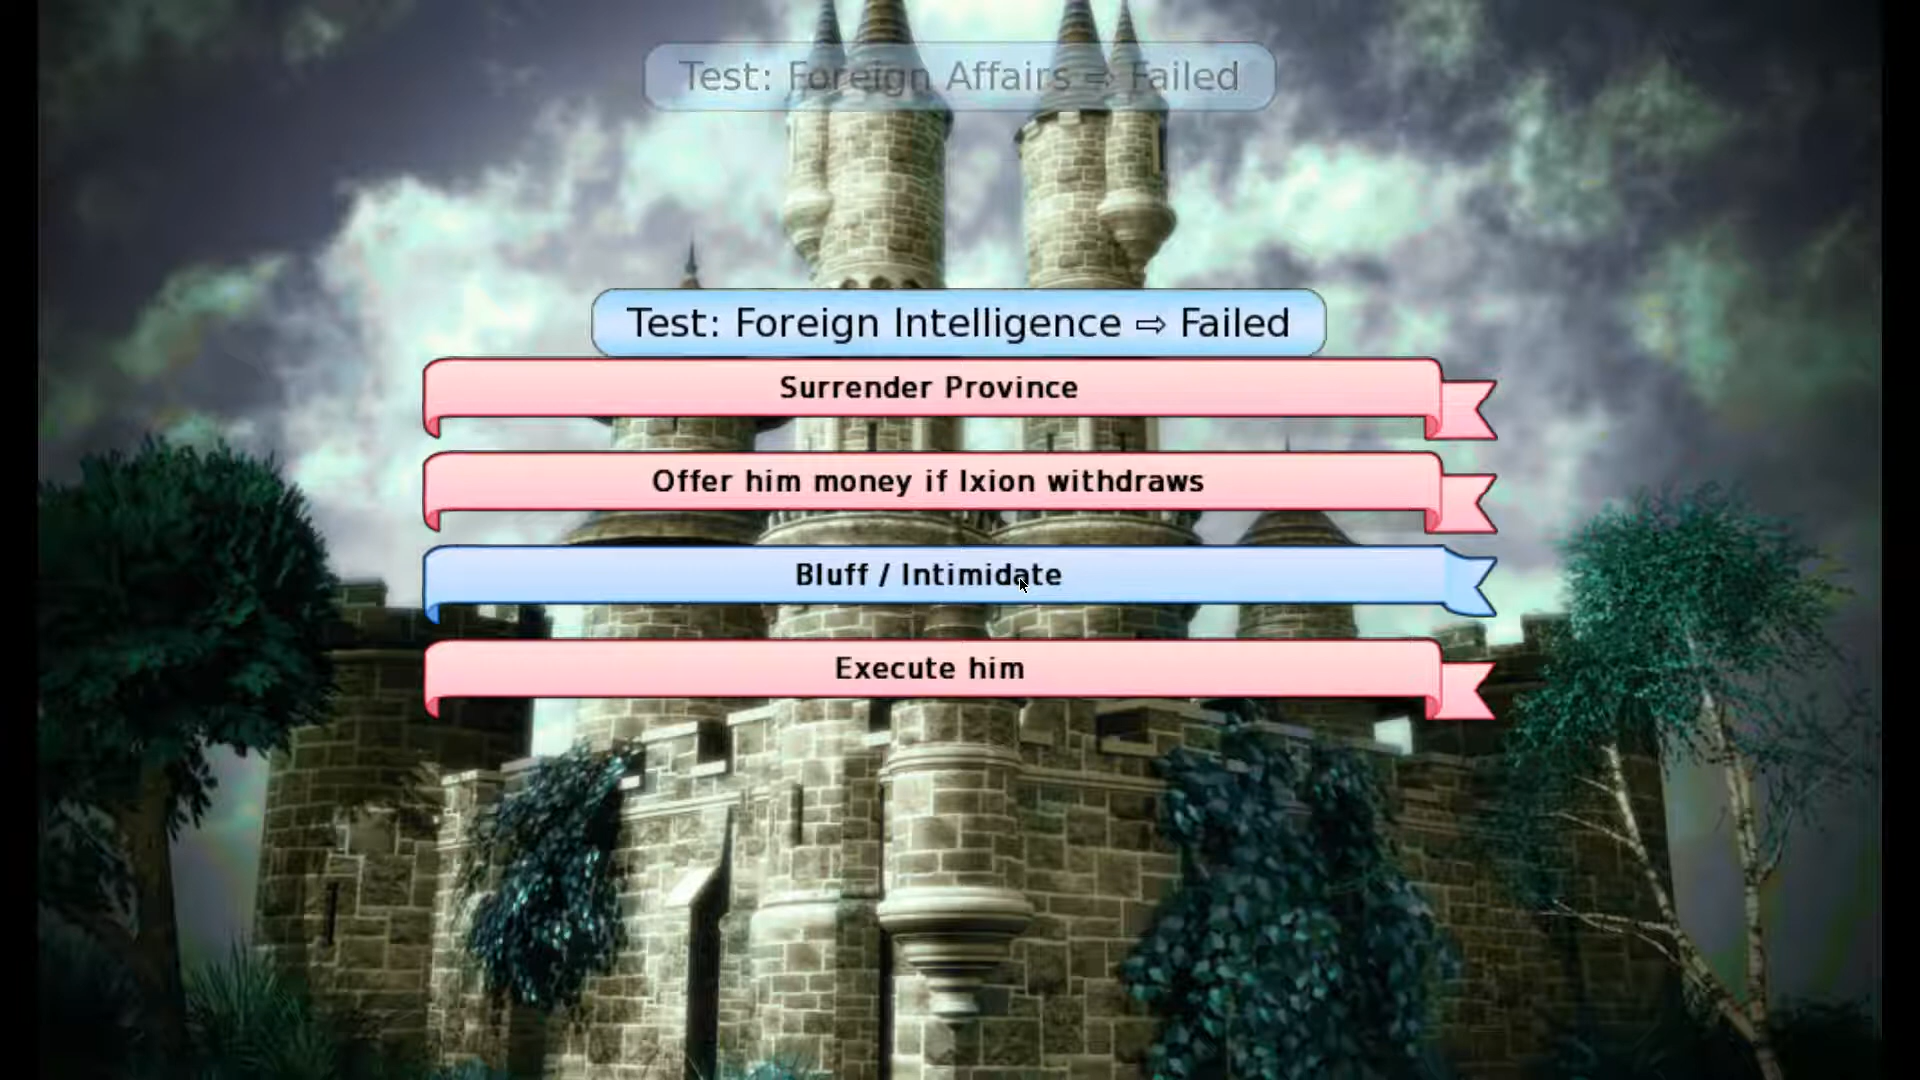 Test: Foreign Affairs ⇨ Failed
Test: Foreign Intelligence ⇨ Failed
Surrender Province
Offer him money if Ixion withdraws
Bluff / Intimidate
Execute him